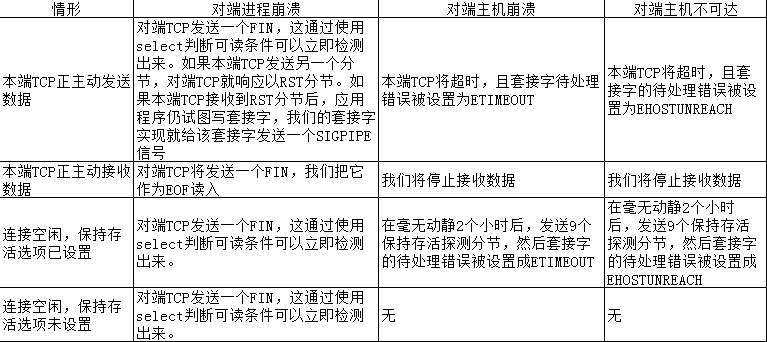 情形
对端进程崩溃
对端主机崩溃
对端主机不可达
本端TCP正主动发送
数据
对端TCP发送一个FIN，这通过使用
select判断可读条件可以立即检测
出来。如果本端TCP发送另一个分
节，对端TCP就响应以RST分节。如
果本端TCP接收到RST分节后，应用
程序仍试图写套接字，我们的套接字
实现就给该套接字发送一个SIGPIPE
信号
本端TCP将超时，且套接字待处理
错误被设置为ETIMEOUT
本端TCP将超时，且套
接字的待处理错误被设
置为EHOSTUNREACH
本端TCP正主动接收
数据
对端TCP将发送一个FIN，我们把它
作为EOF读入
我们将停止接收数据
我们将停止接收数据
连接空闲，保持存
活选项已设置
对端TCP发送一个FIN，这通过使用
select判断可读条件可以立即检测
出来。
在毫无动静2个小时后，发送9个
保持存活探测分节，然后套接字
的待处理错误被设置成ETIMEOUT
在毫无动静2个小时
后，发送9个保持存活
探测分节，然后套接字
的待处理错误被设置成
EHOSTUNREACH
连接空闲，保持存
活选项未设置
对端TCP发送一个FIN，这通过使用
select判断可读条件可以立即检测
出来。
无
无